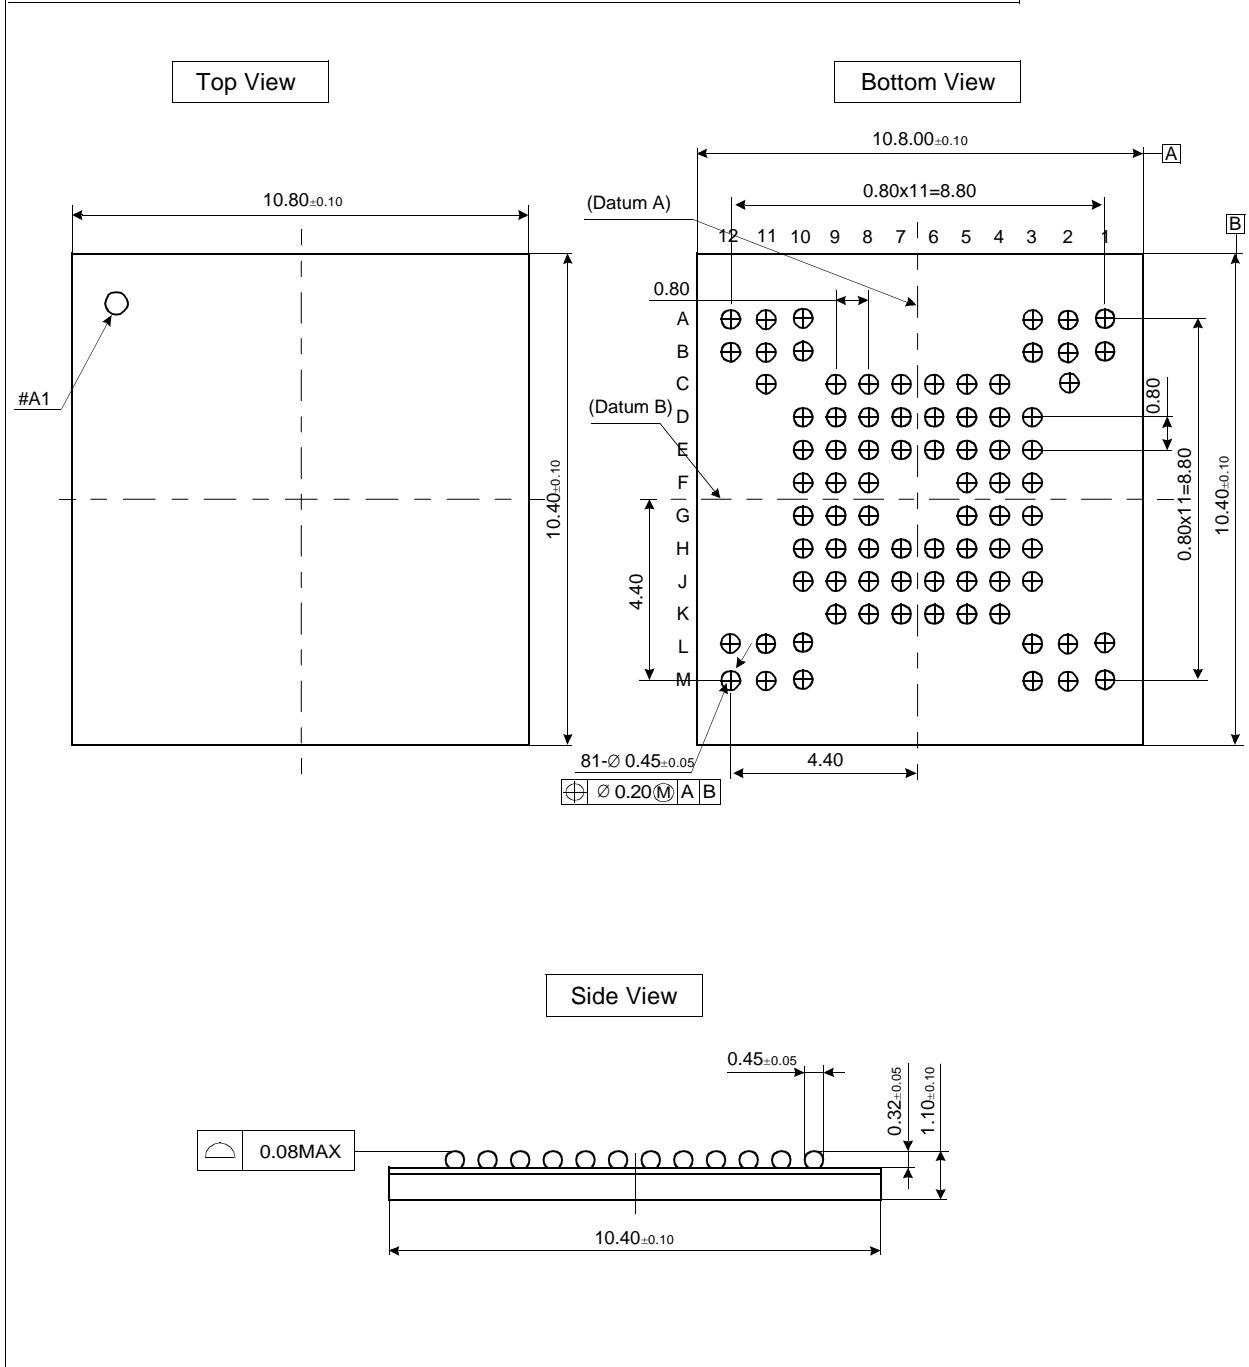 Top View
Bottom View
10.8.00±0.10
A
10.80±0.10
(Datum A)
0.80x11=8.80
B
12 11 10 9 8 7 6 5 4 3 2 1
0.80
A
B
C
D
E
F
G
H
J
K
L
M
#A1
(Datum B)
0.80
0.80x11=8.80
10.40±0.10
10.40±0.10
4.40
81-Ø 0.45±0.05
4.40
Ø 0.20Ⓜ A B
Side View
0.45±0.05
0.32±0.05
1.10±0.10
0.08MAX
10.40±0.10